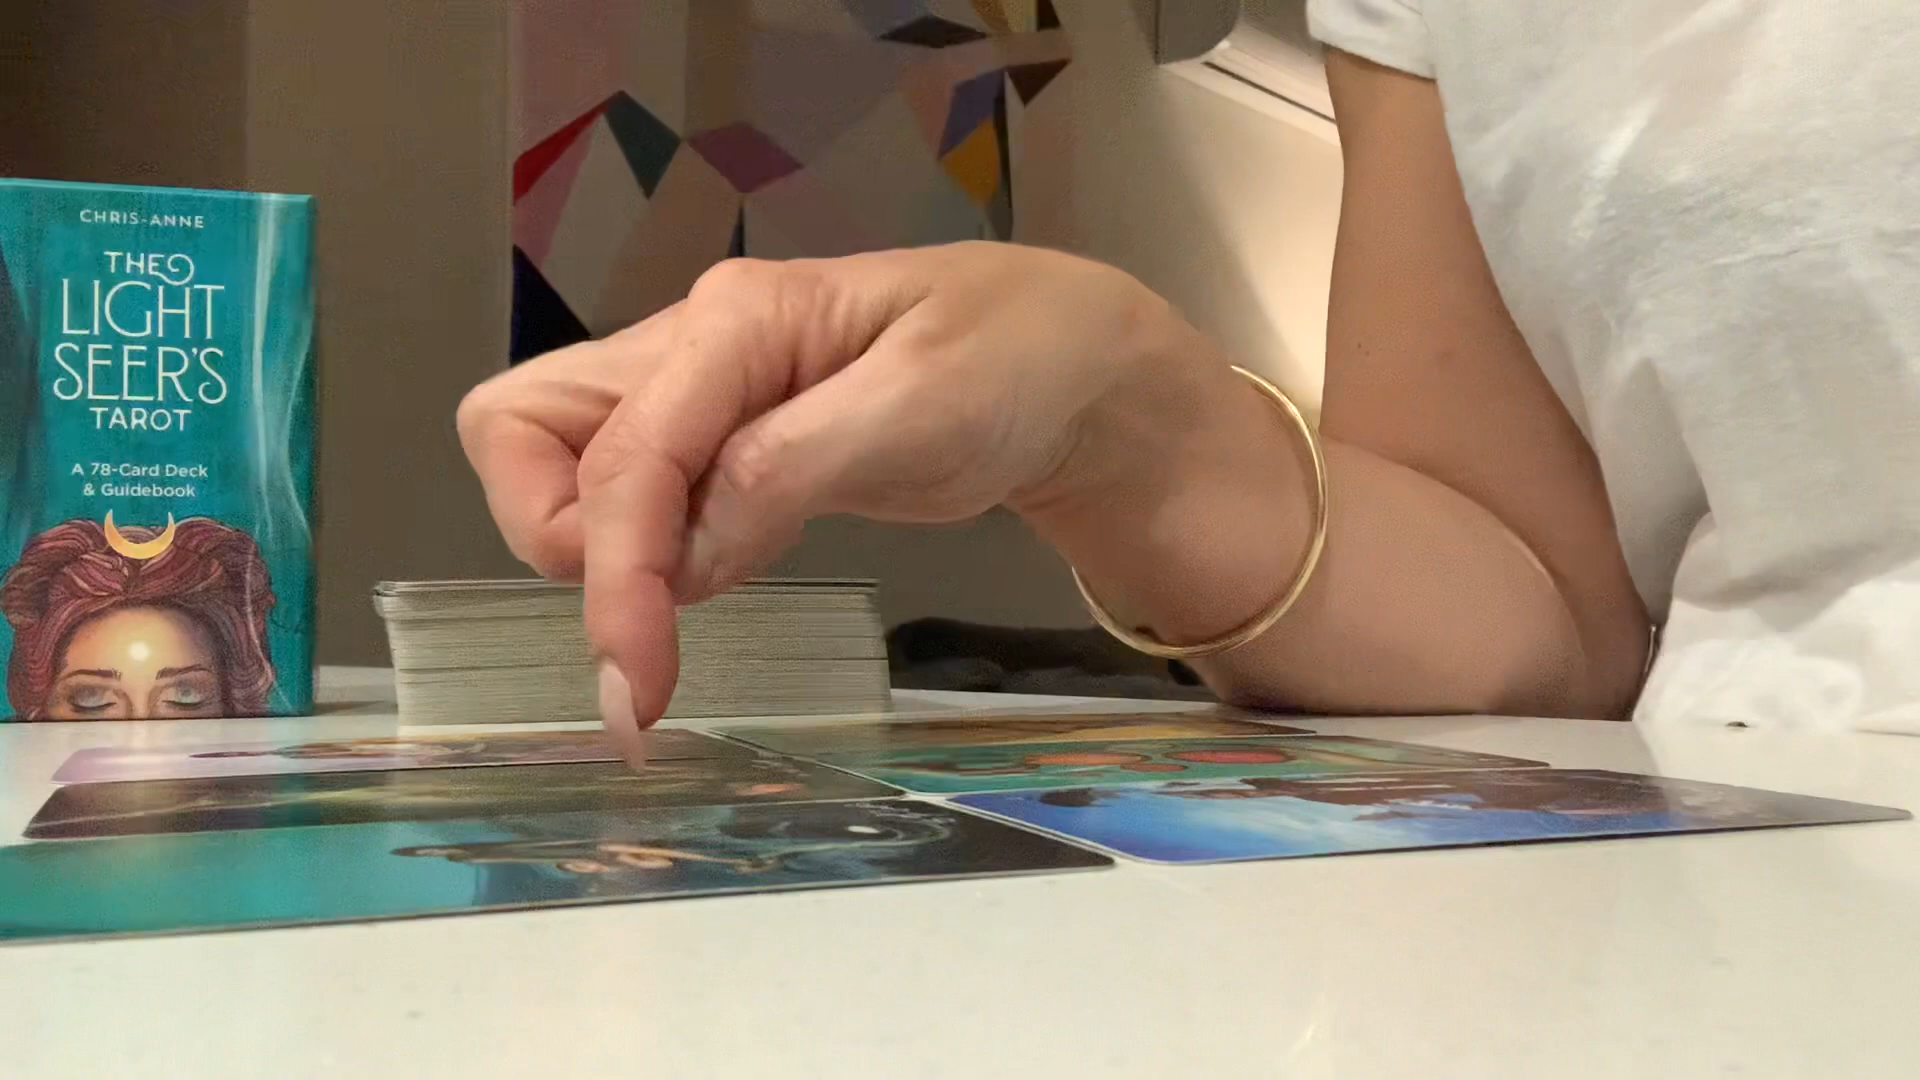 CHRIS-ANNE
THE
LIGHT
SEER'S
TAROT
A 78-Card Deck
& Guidebook